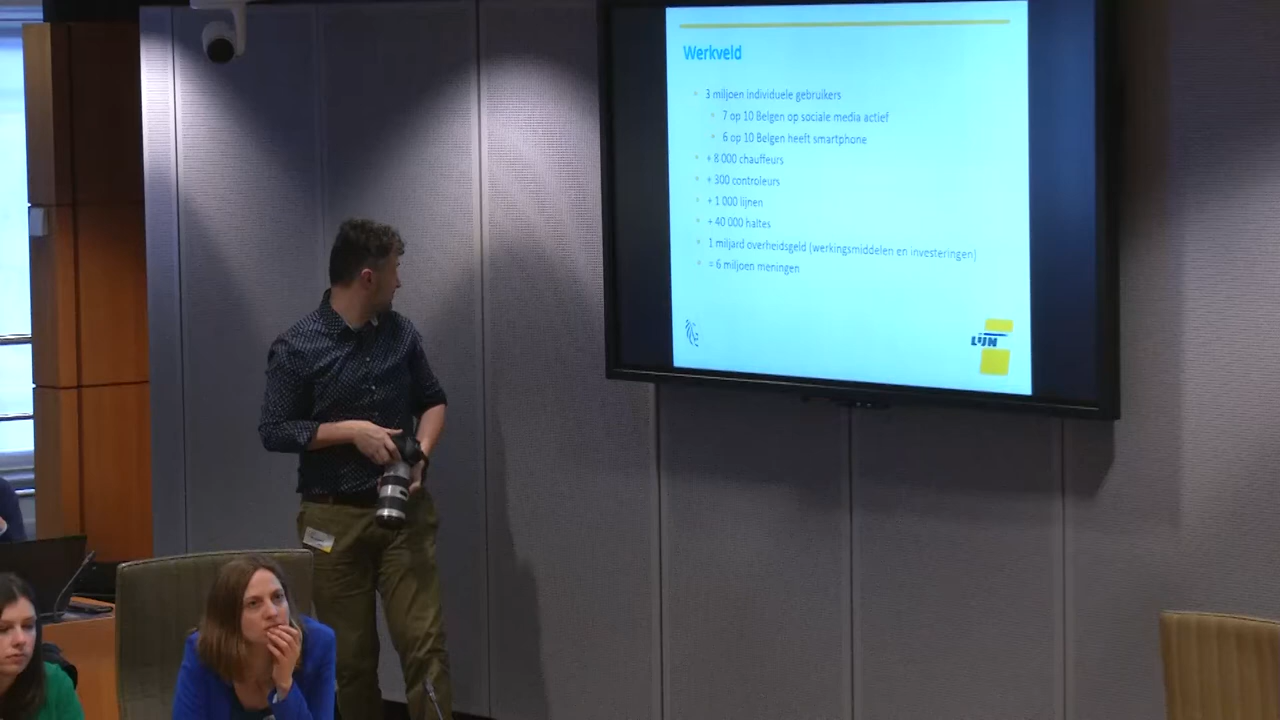 Werkveld
3 miljoen individuele gebruikers
7 op 10 Belgen op sociale media actief
6 op 10 Belgen heeft smartphone
+ 8 000 chauffeurs
+ 300 controleurs
+ 1 000 lijnen
+ 40 000 haltes
1 miljard overheidsgeld (werkingsmiddelen en investeringen)
= 6 miljoen meningen
LIJN